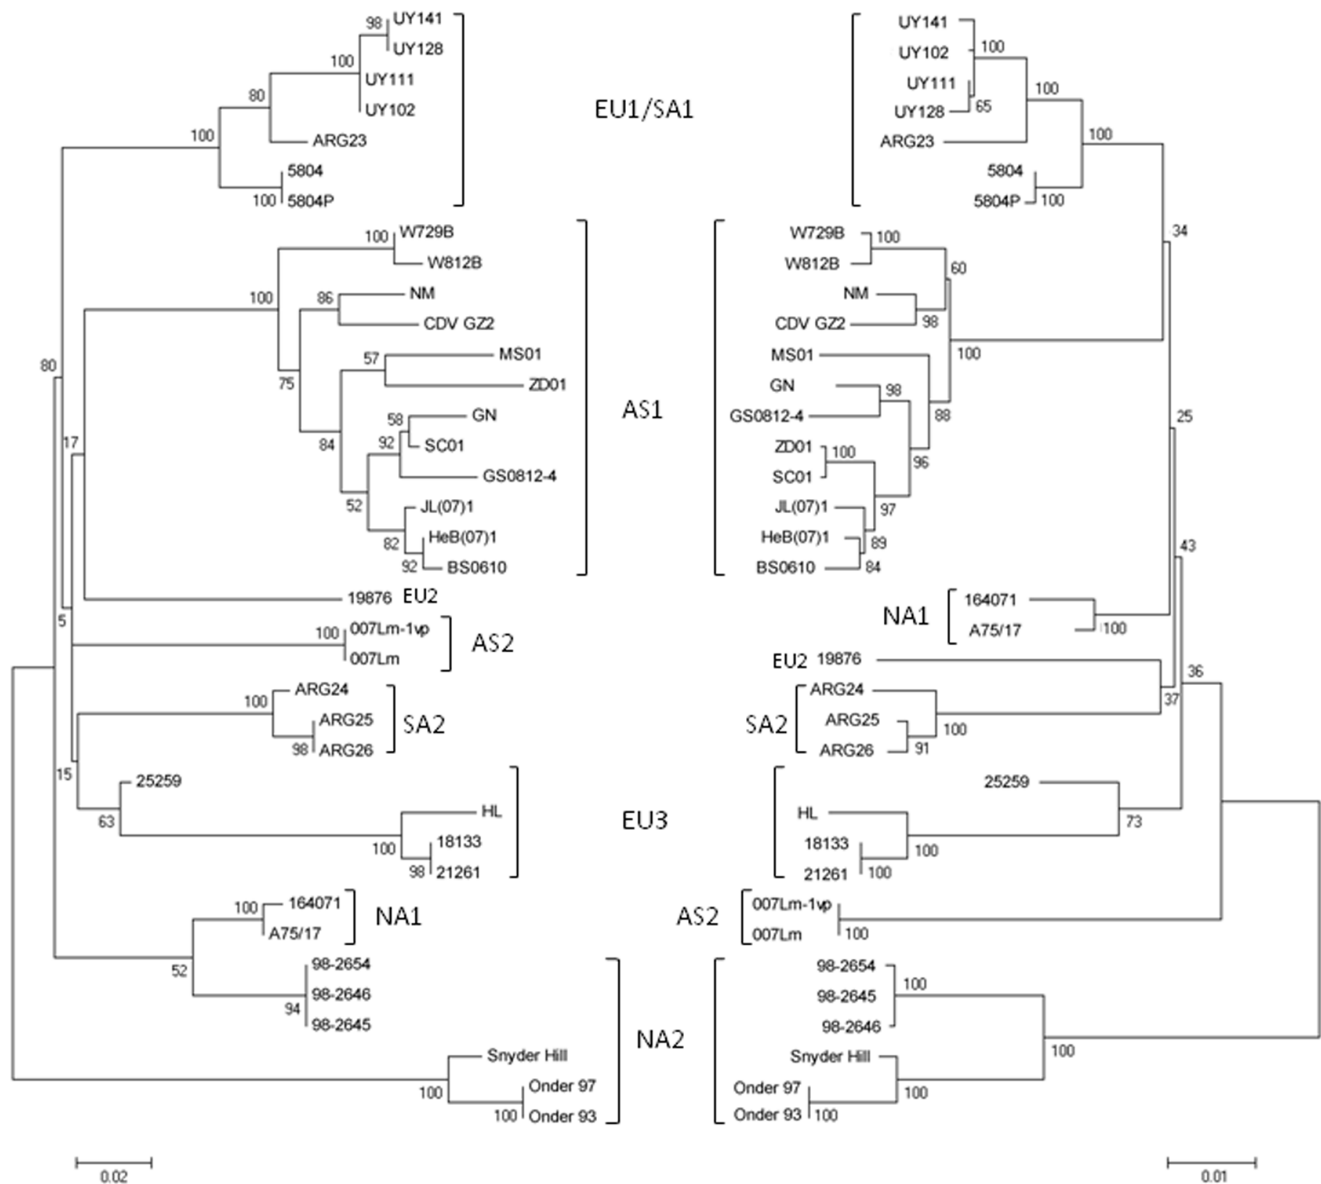 UY141
98
UY128
100
UY111
80
UY102
100
ARG23
5804
100
5804P
EU1/SA1
UY141
100
UY102
UY111
100
65
UY128
100
ARG23
5804
5804P
100
34
100
W729B
W812B
100
86
NM
CDV GZ2
57
MS01
75
ZD01
58
GN
84
92
SC01
GS0812-4
52
JL(07)1
82
HeB(07)1
92
BS0610
AS1
W729B
100
W812B
60
NM
98
CDV GZ2
MS01
100
GN
98
GS0812-4
88
ZD01
100
96
SC01
JL(07)1
97
HeB(07)1
89
BS0610
84
80
17
5
15
25
43
36
37
19876 EU2
100
007Lm-1vp
007Lm
AS2
100
ARG24
ARG25
98
ARG26
SA2
25259
63
HL
100
18133
98
21261
EU3
100
164071
A75/17
NA1
52
98-2654
98-2646
94
98-2645
Snyder Hill
100
Onder 97
100
Onder 93
NA2
NA1
164071
A75/17
100
EU2 19876
SA2
ARG24
ARG25
100
91
ARG26
25259
73
HL
100
18133
21261
100
AS2
007Lm-1vp
007Lm
100
98-2654
100
98-2645
98-2646
100
Snyder Hill
100
Onder 97
Onder 93
100
0.02
0.01